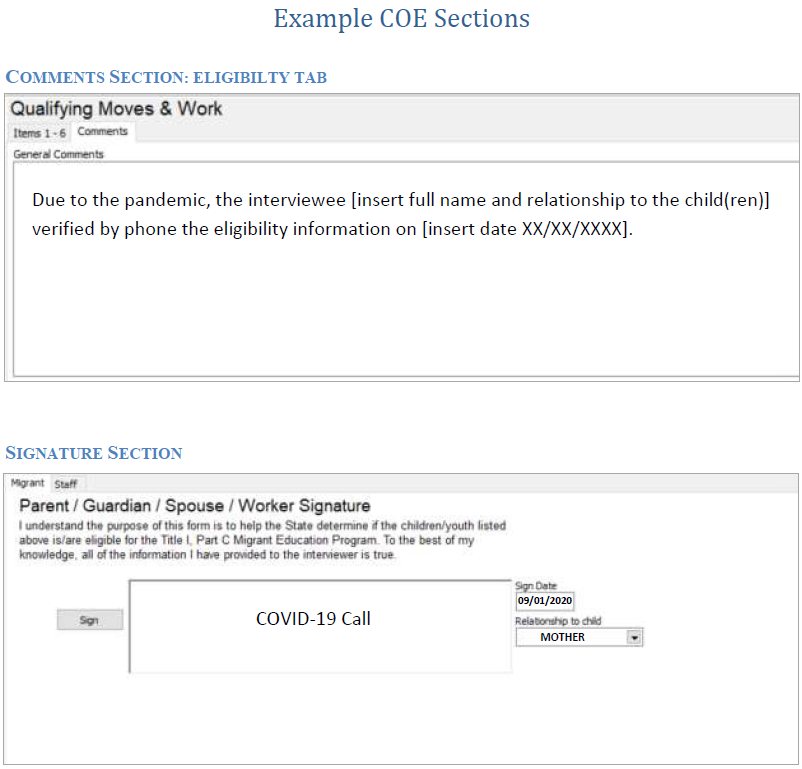 Example COE Sections
COMMENTS SECTION: ELIGIBILTY TAB
Qualifying Moves & Work
Items 1 - 6 Comments
General Comments
Due to the pandemic, the interviewee [insert full name and relationship to the child(ren)]
verified by phone the eligibility information on [insert date XX/XX/XXXX].
SIGNATURE SECTION
Migrant Staff
Parent / Guardian / Spouse / Worker Signature
I understand the purpose of this form is to help the State determine if the children/youth listed
above is/are eligible for the Title I, Part C Migrant Education Program. To the best of my
knowledge, all of the information I have provided to the interviewer is true.
Sign
COVID-19 Call
Sign Date
09/01/2020
Relationship to child
MOTHER